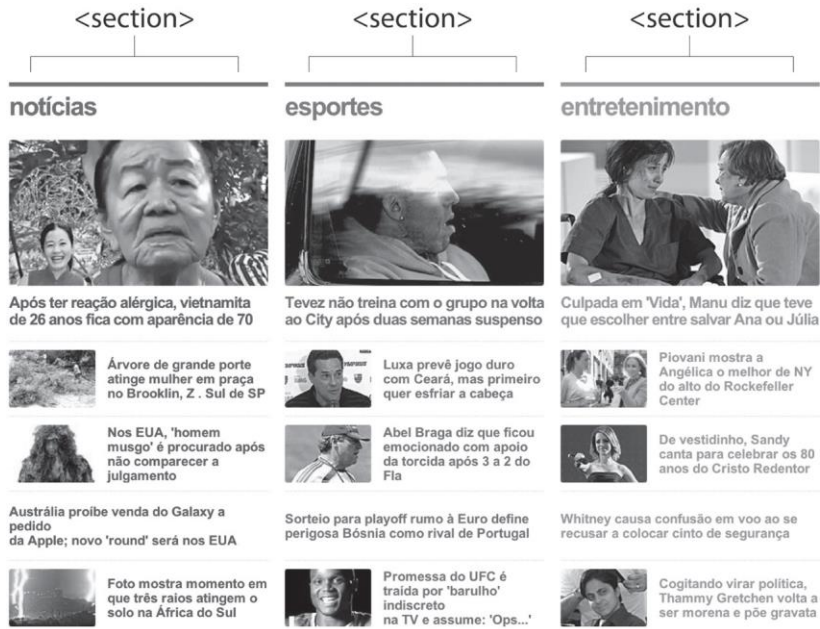 <section>
<section>
<section>
notícias
Após ter reação alérgica, vietnamita
de 26 anos fica com aparência de 70
Árvore de grande porte
atinge mulher em praça
no Brooklin, Z . Sul de SP
Nos EUA, 'homem
musgo' é procurado após
não comparecer a
julgamento
Austrália proíbe venda do Galaxy a
pedido
da Apple; novo 'round' será nos EUA
Foto mostra momento em
que três raios atingem o
solo na África do Sul
esportes
Tevez não treina com o grupo na volta
ao City após duas semanas suspenso
Luxa prevê jogo duro
com Ceará, mas primeiro
quer esfriar a cabeça
Abel Braga diz que ficou
emocionado com apoio
da torcida após 3 a 2 do
Fla
Sorteio para playoff rumo à Euro define
perigosa Bósnia como rival de Portugal
Promessa do UFC é
traída por 'barulho'
indiscreto
na TV e assume: 'Ops...'
entretenimento
Culpada em 'Vida', Manu diz que teve
que escolher entre salvar Ana ou Júlia
Piovani mostra a
Angélica o melhor de NY
do alto do Rockefeller
Center
De vestidinho, Sandy
canta para celebrar os 80
anos do Cristo Redentor
Whitney causa confusão em voo ao se
recusar a colocar cinto de segurança
Cogitando virar política,
Thammy Gretchen volta a
ser morena e põe gravata